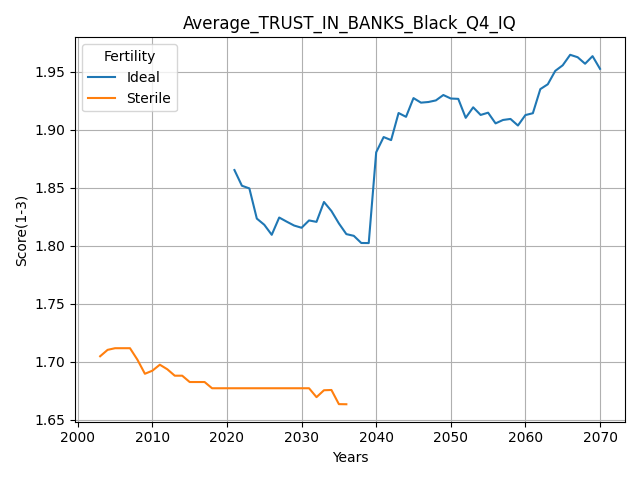 Average_TRUST_IN_BANKS_Black_Q4_IQ
Fertility
Ideal
Sterile
Score(1-3)
1.95
1.90
1.85
1.80
1.75
1.70
1.65
2000 2010 2020 2030 2040 2050 2060 2070
Years